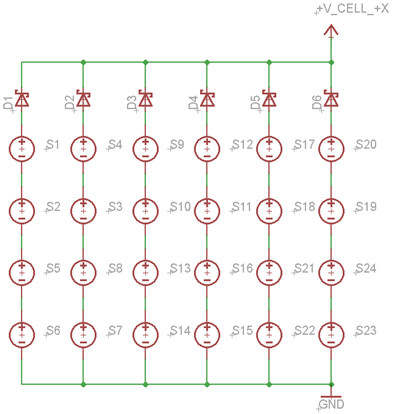 +V_CELL_+X
D1 D2 D3 D4 D5 D6
S1 S4 S9 S12 S17 S20
S2 S3 S10 S11 S18 S19
S5 S8 S13 S16 S21 S24
S6 S7 S14 S15 S22 S23
GND